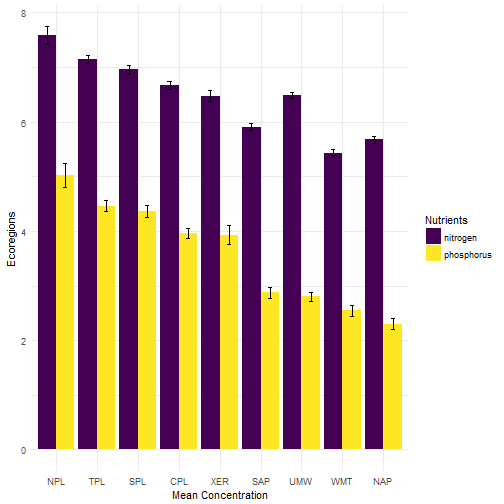 8
6
4
2
0
Ecoregions
NPL TPL SPL CPL XER SAP UMW WMT NAP
Mean Concentration
Nutrients
nitrogen
phosphorus